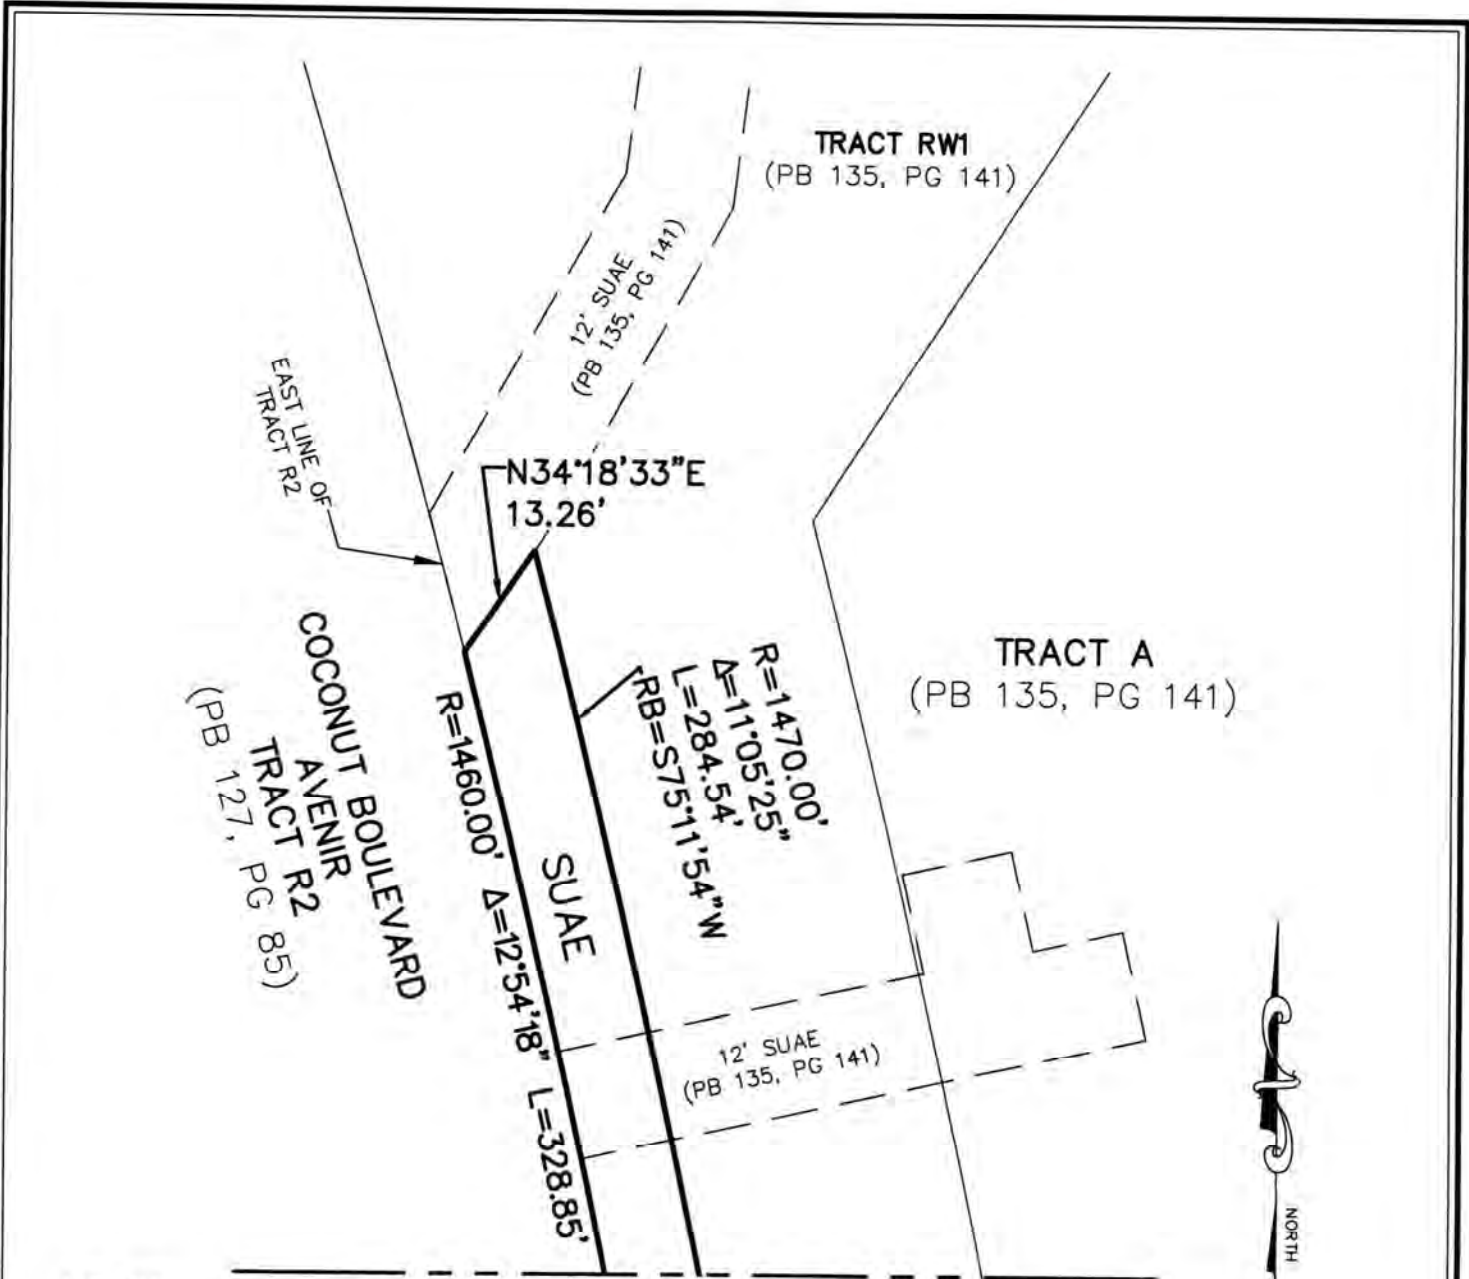 TRACT RW1
(PB 135, PG 141)
12' SUAE
(PB 135, PG 141)
EAST LINE OF
TRACT R2
N34°18'33"E
13.26'
COCONUT BOULEVARD
AVENIR
TRACT R2
(PB 127, PG 85)
R=1460.00' Δ=12°54'18" L=328.85'
SUAE
R=1470.00'
Δ=11°05'25"
L=284.54'
RB=S75°11'54"W
TRACT A
(PB 135, PG 141)
12' SUAE
(PB 135, PG 141)
NORTH